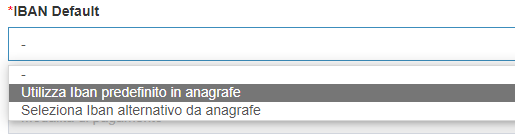 *IBAN Default
-
-
Utilizza Iban predefinito in anagrafe
Seleziona Iban alternativo da anagrafe